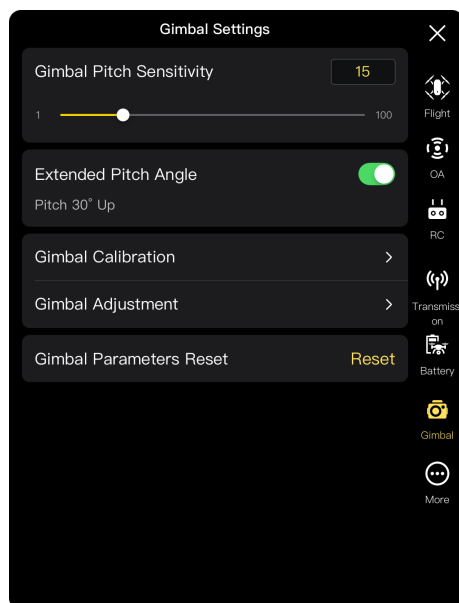 Gimbal Settings
Gimbal Pitch Sensitivity
15
1
100
Extended Pitch Angle
Pitch 30° Up
Gimbal Calibration
Gimbal Adjustment
Gimbal Parameters Reset
Reset
Flight
OA
RC
Transmiss
on
Battery
Gimbal
More